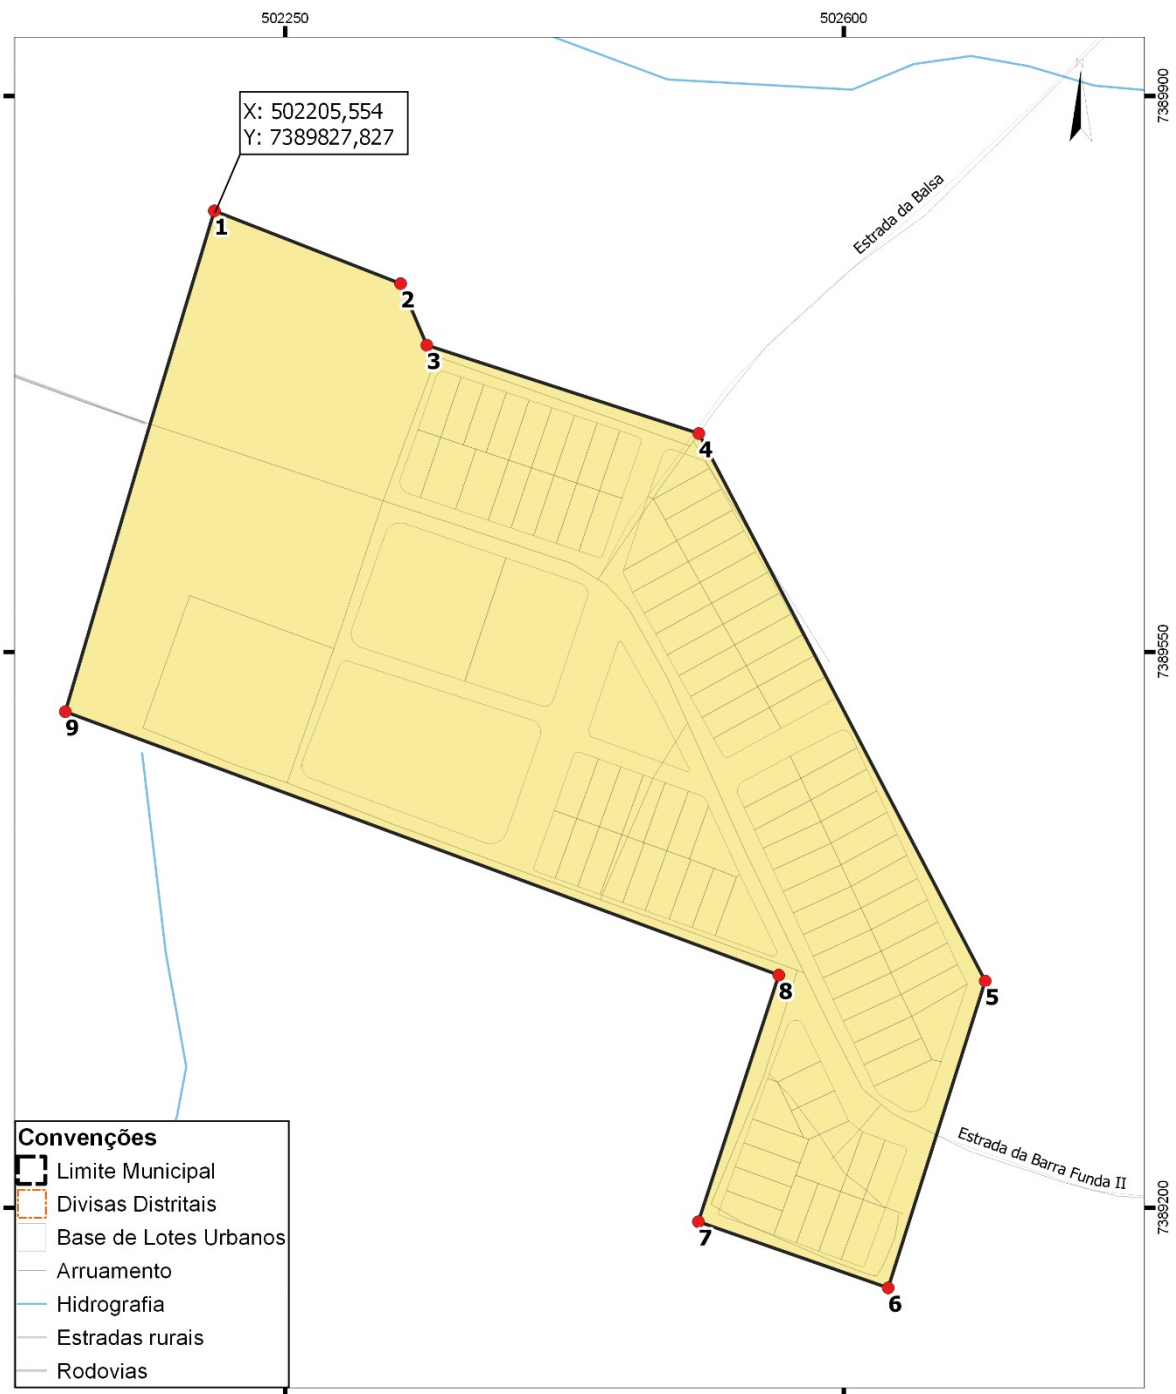 502250
502600
7389900
N
X: 502205,554
Y: 7389827,827
Estrada da Balsa
1
2
3
4
7389550
9
8
5
Estrada da Barra Funda II
7389200
7
6
Convenções
Limite Municipal
Divisas Distritais
Base de Lotes Urbanos
Arruamento
Hidrografia
Estradas rurais
Rodovias